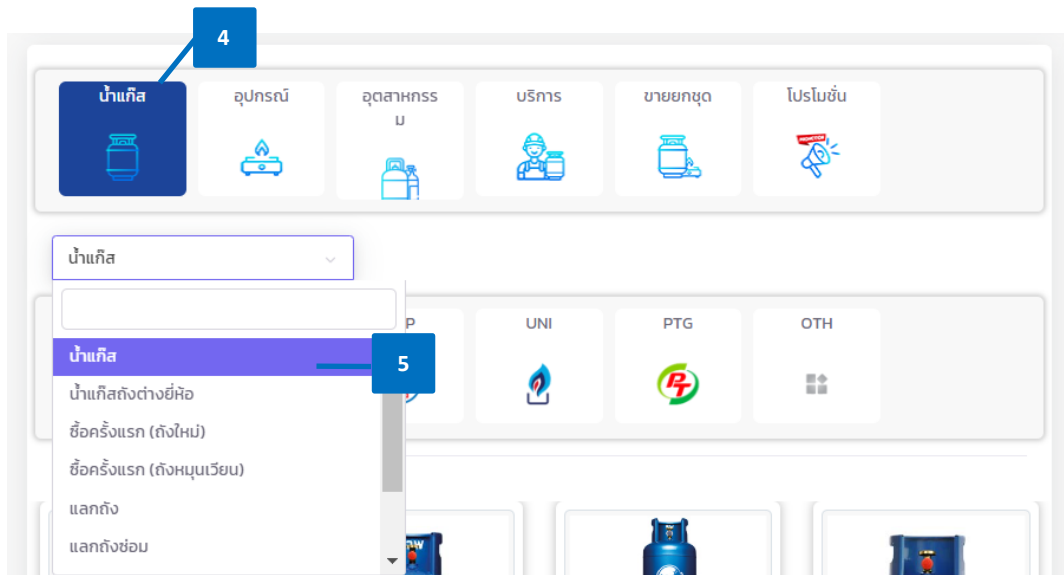 4
น้ำแก๊ส
อุปกรณ์
อุตสาหกรร
ม
บริการ
ขายยกชุด
โปรโมชั่น
PROMOTION
น้ำแก๊ส
P
UNI
PTG
OTH
PT
น้ำแก๊ส
5
น้ำแก๊สถังต่างยี่ห้อ
ซื้อครั้งแรก (ถังใหม่)
ซื้อครั้งแรก (ถังหมุนเวียน)
แลกถัง
แลกถังซ่อม